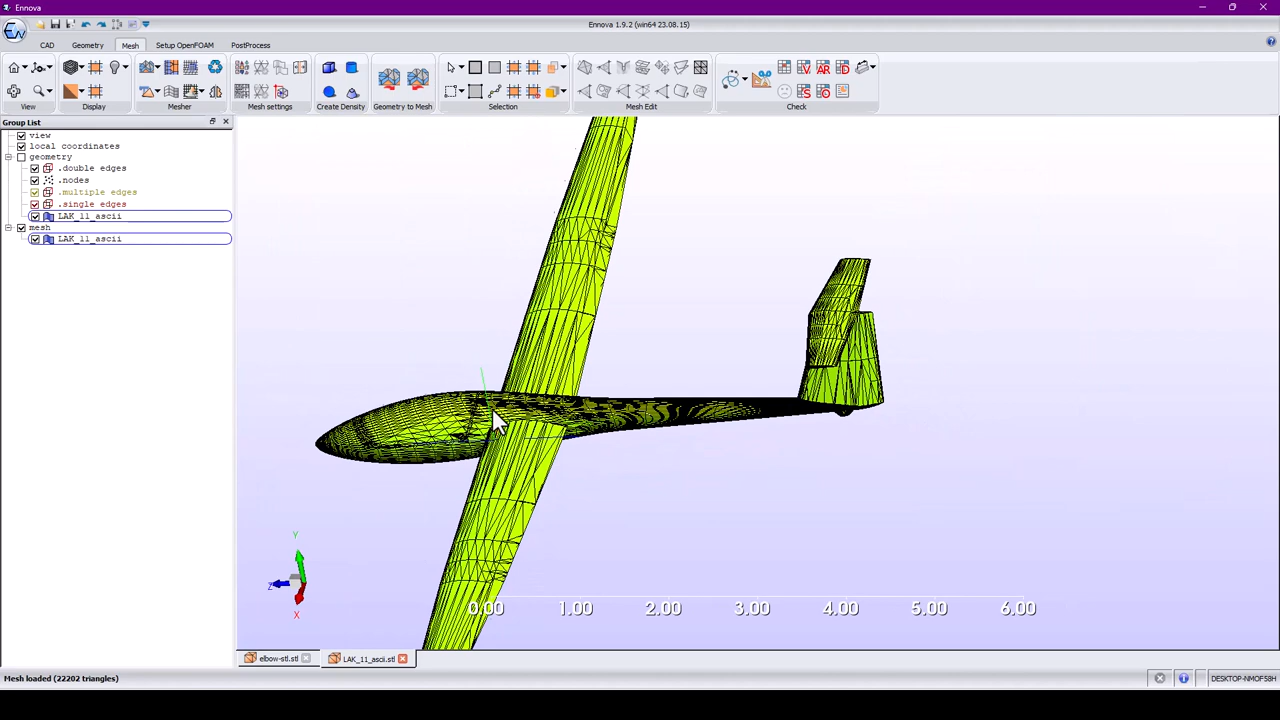 Ennova
Ennova 1.9.2 (win64 23.08.15)
CAD Geometry Mesh Setup OpenFOAM PostProcess
View Display Mesher Mesh settings Create Density Geometry to Mesh Selection Mesh Edit Check
Group List
view
local coordinates
geometry
.double edges
.nodes
.multiple edges
.single edges
LAK_11_ascii
mesh
LAK_11_ascii
Y
Z
X
0.00 1.00 2.00 3.00 4.00 5.00 6.00
elbow-stl.stl LAK_11_ascii.stl
Mesh loaded (22202 triangles)
DESKTOP-NMOF58H